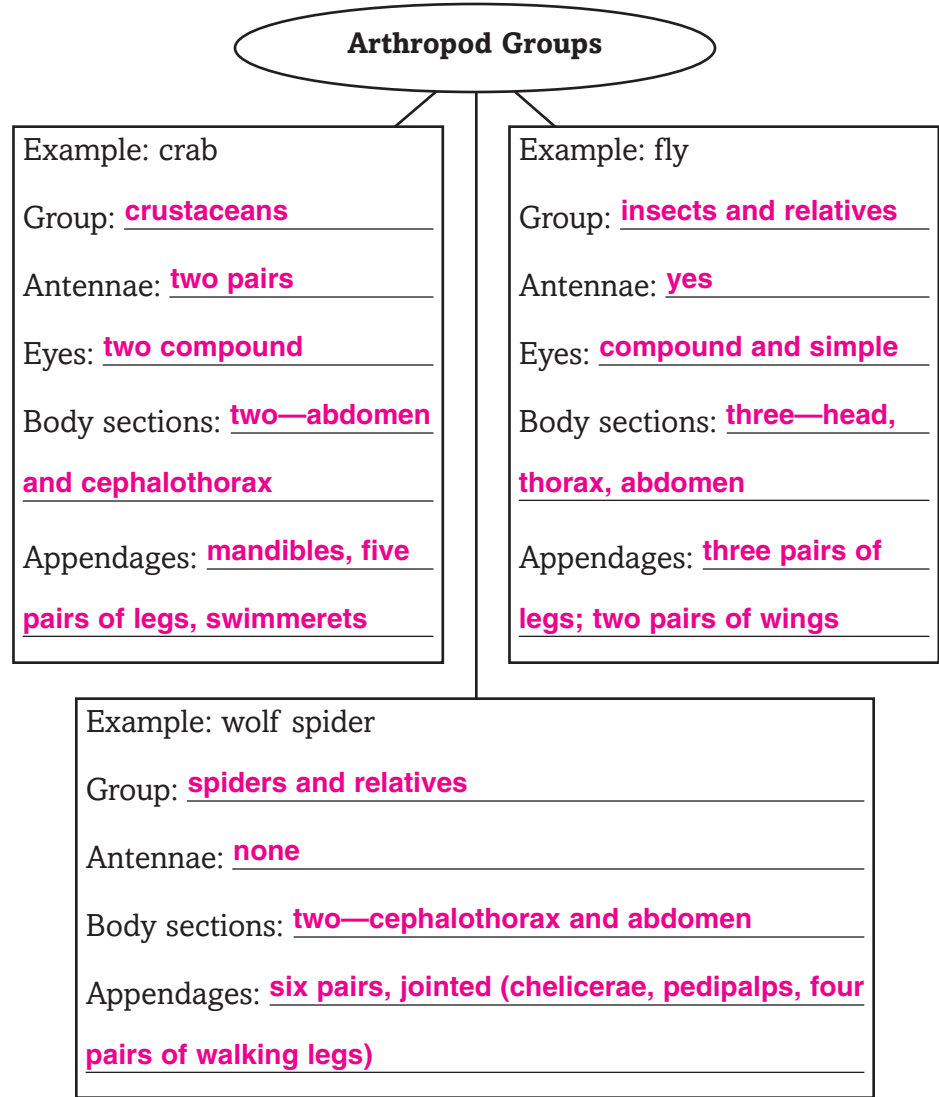 Arthropod Groups
Example: crab
Group: crustaceans
Antennae: two pairs
Eyes: two compound
Body sections: two—abdomen
and cephalothorax
Appendages: mandibles, five
pairs of legs, swimmerets
Example: fly
Group: insects and relatives
Antennae: yes
Eyes: compound and simple
Body sections: three—head,
thorax, abdomen
Appendages: three pairs of
legs; two pairs of wings
Example: wolf spider
Group: spiders and relatives
Antennae: none
Body sections: two—cephalothorax and abdomen
Appendages: six pairs, jointed (chelicerae, pedipalps, four
pairs of walking legs)